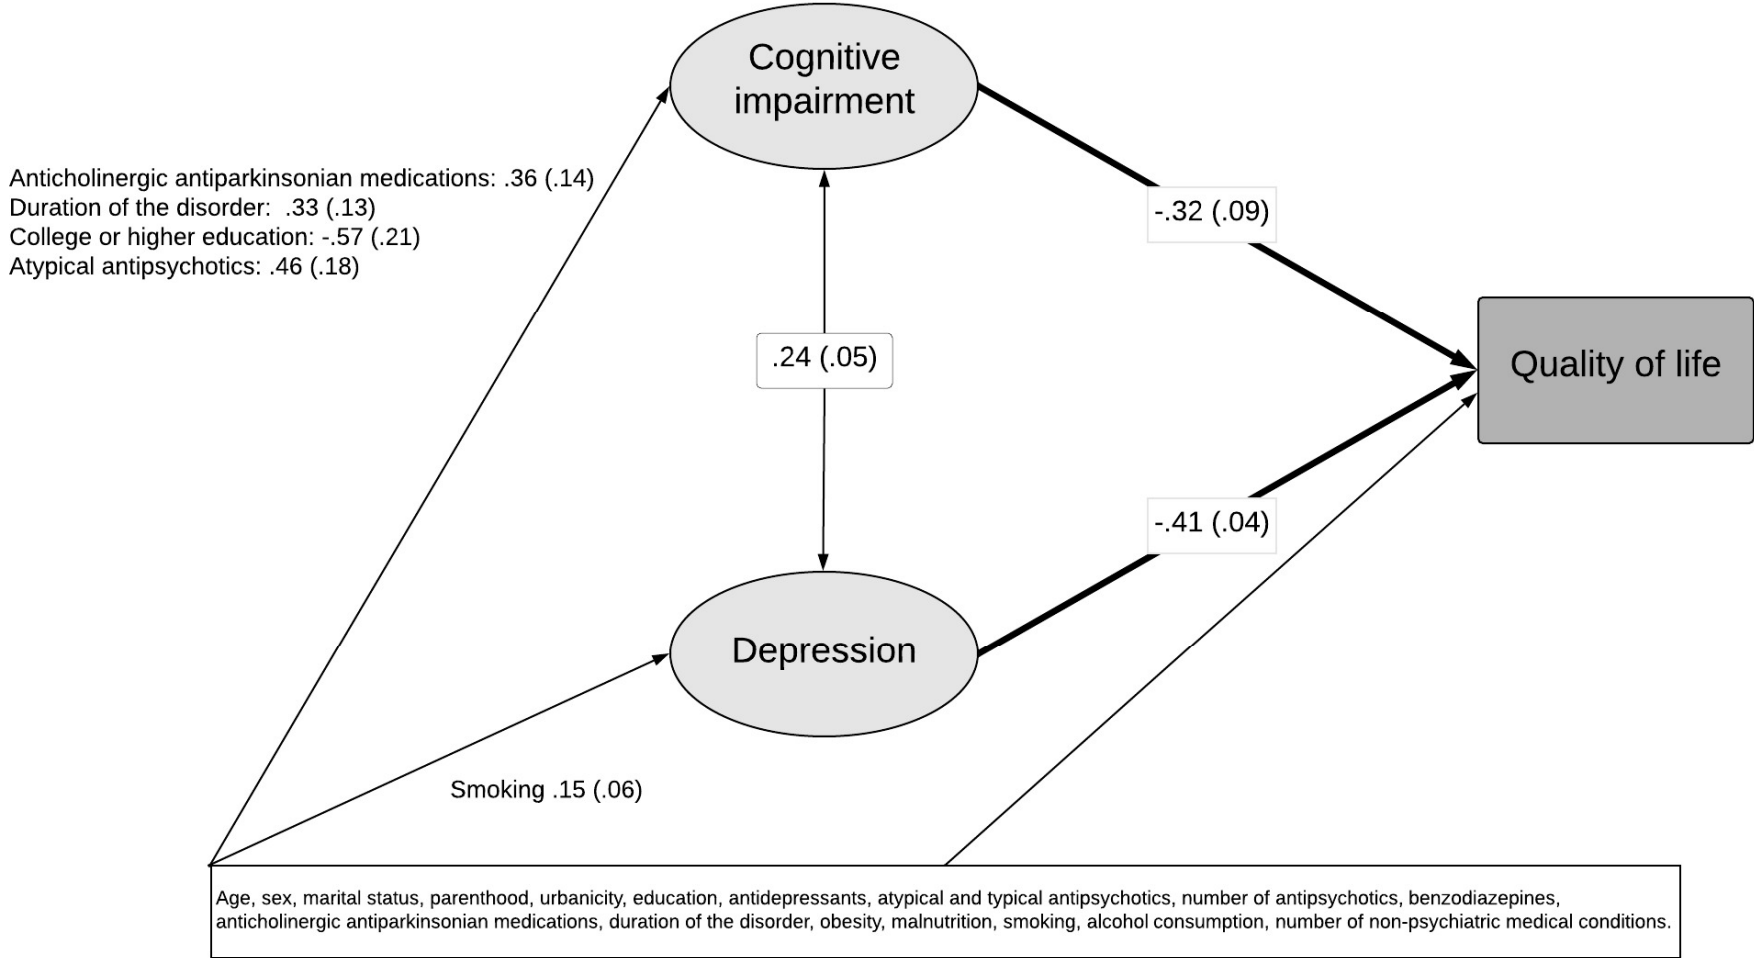 Cognitive
impairment
Anticholinergic antiparkinsonian medications: .36 (.14)
Duration of the disorder:  .33 (.13)
College or higher education: -.57 (.21)
Atypical antipsychotics: .46 (.18)
-.32 (.09)
.24 (.05)
Quality of life
-.41 (.04)
Depression
Smoking .15 (.06)
Age, sex, marital status, parenthood, urbanicity, education, antidepressants, atypical and typical antipsychotics, number of antipsychotics, benzodiazepines,
anticholinergic antiparkinsonian medications, duration of the disorder, obesity, malnutrition, smoking, alcohol consumption, number of non-psychiatric medical conditions.